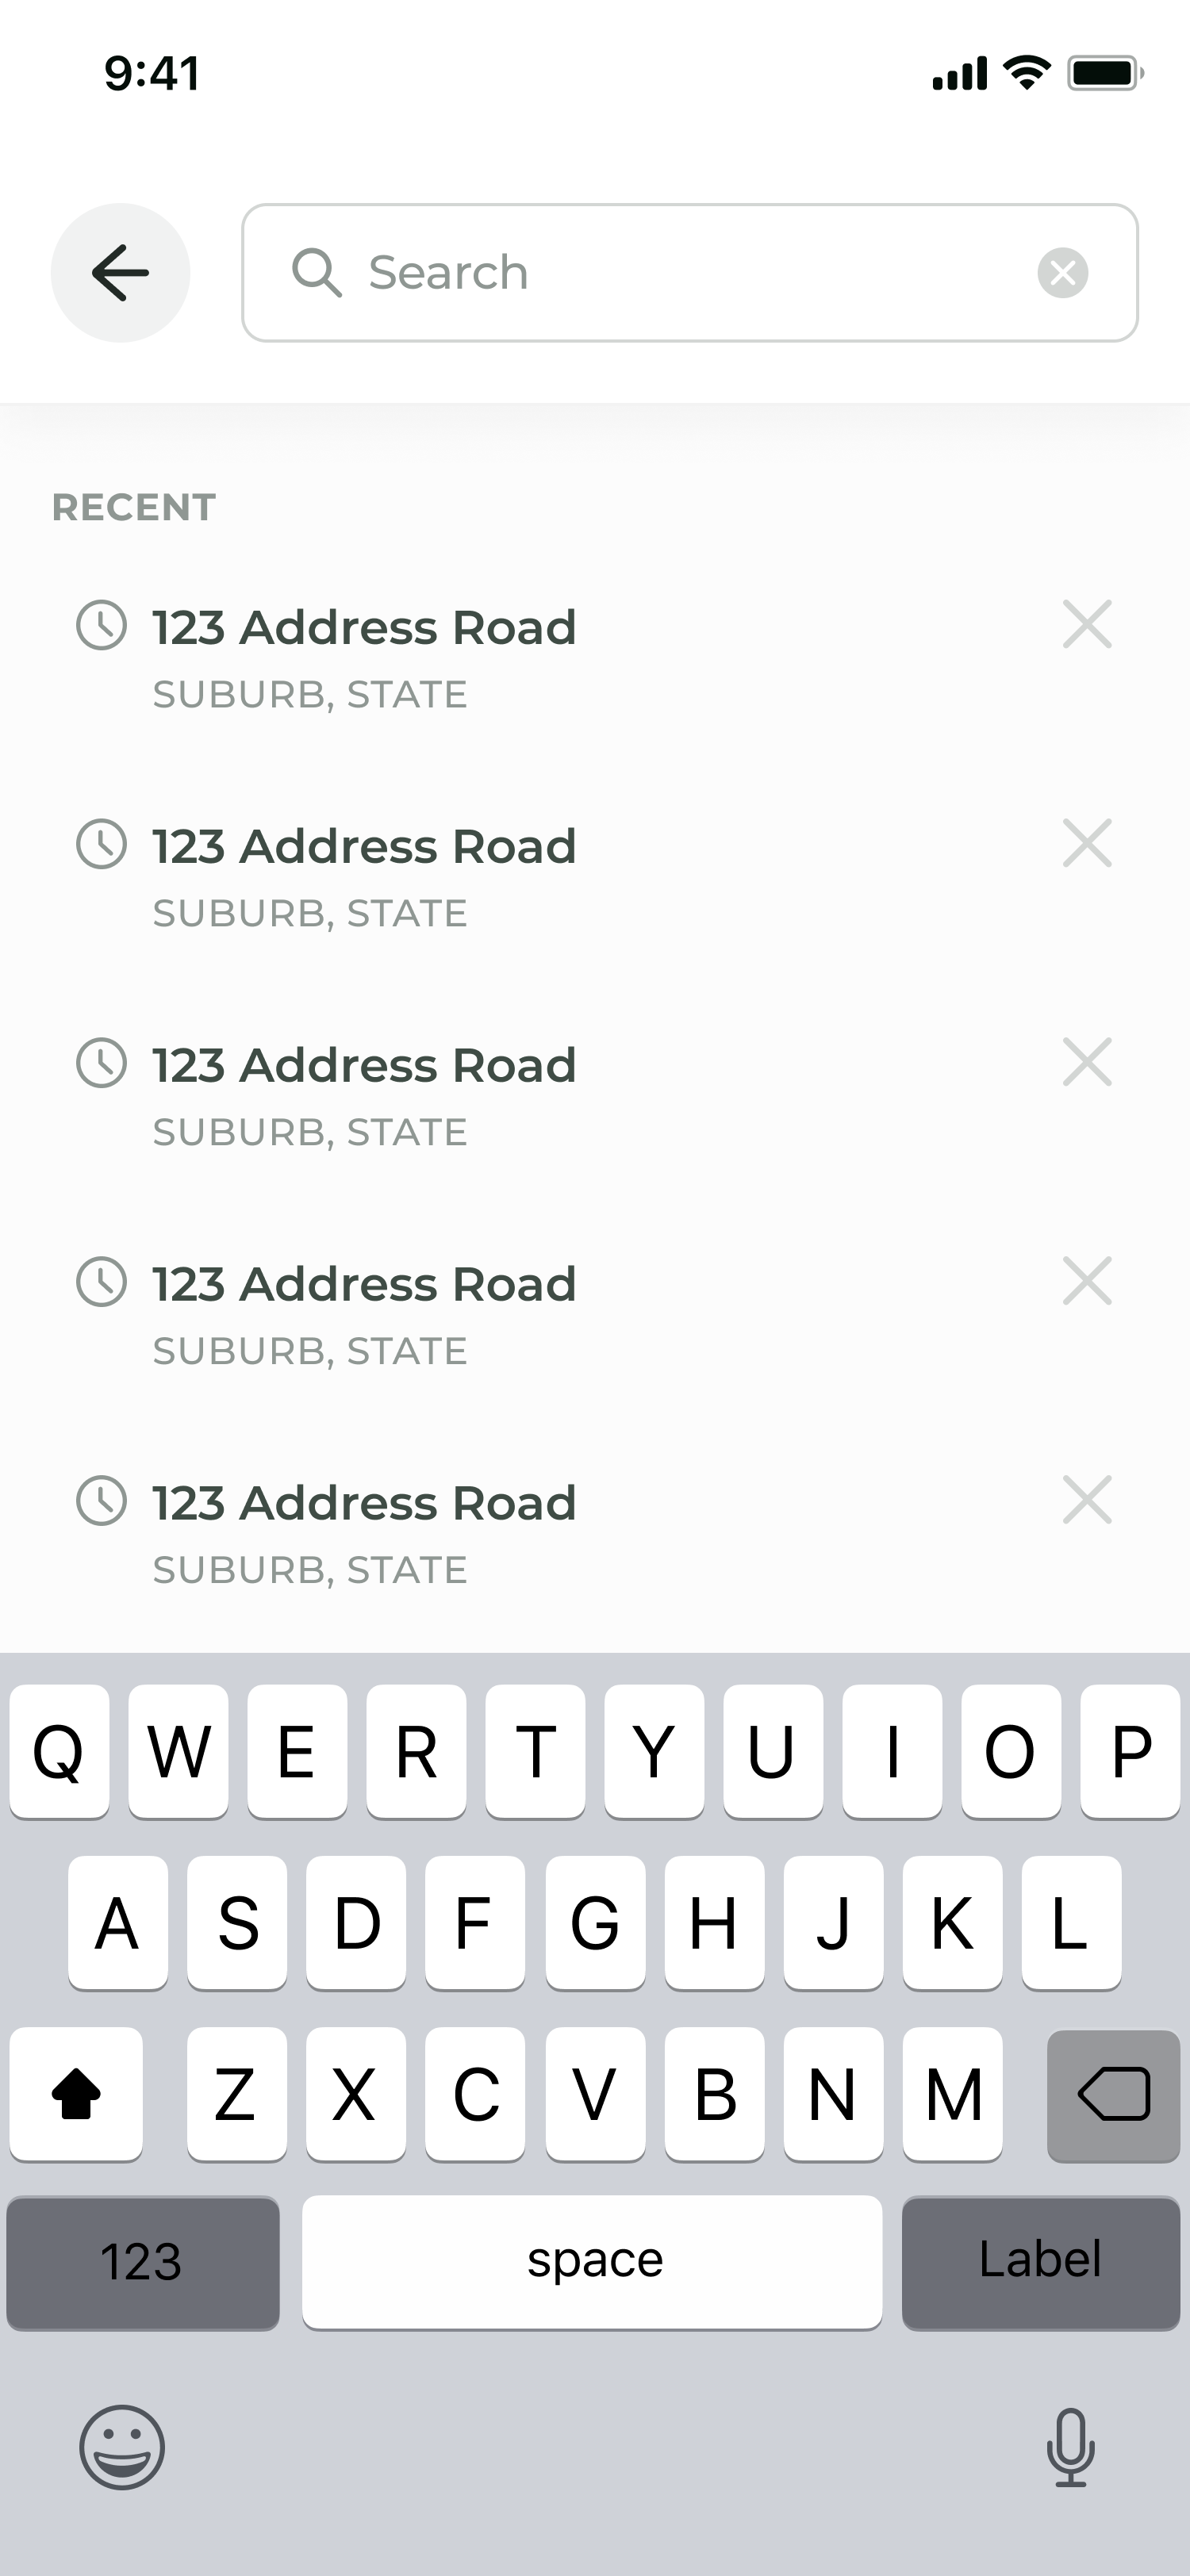 9:41
Search
RECENT
123 Address Road
SUBURB, STATE
123 Address Road
SUBURB, STATE
123 Address Road
SUBURB, STATE
123 Address Road
SUBURB, STATE
123 Address Road
SUBURB, STATE
Q W E R T Y U I O P
A S D F G H J K L
Z X C V B N M
123 space Label